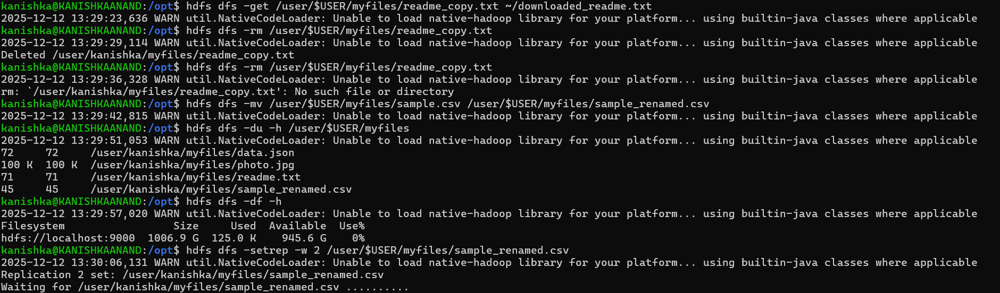 kanishka@KANISHKAANAND:/opt$ hdfs dfs -get /user/$USER/myfiles/readme_copy.txt ~/downloaded_readme.txt
2025-12-12 13:29:23,636 WARN util.NativeCodeLoader: Unable to load native-hadoop library for your platform... using builtin-java classes where applicable
kanishka@KANISHKAANAND:/opt$ hdfs dfs -rm /user/$USER/myfiles/readme_copy.txt
2025-12-12 13:29:29,114 WARN util.NativeCodeLoader: Unable to load native-hadoop library for your platform... using builtin-java classes where applicable
Deleted /user/kanishka/myfiles/readme_copy.txt
kanishka@KANISHKAANAND:/opt$ hdfs dfs -rm /user/$USER/myfiles/readme_copy.txt
2025-12-12 13:29:36,328 WARN util.NativeCodeLoader: Unable to load native-hadoop library for your platform... using builtin-java classes where applicable
rm: `/user/kanishka/myfiles/readme_copy.txt': No such file or directory
kanishka@KANISHKAANAND:/opt$ hdfs dfs -mv /user/$USER/myfiles/sample.csv /user/$USER/myfiles/sample_renamed.csv
2025-12-12 13:29:42,815 WARN util.NativeCodeLoader: Unable to load native-hadoop library for your platform... using builtin-java classes where applicable
kanishka@KANISHKAANAND:/opt$ hdfs dfs -du -h /user/$USER/myfiles
2025-12-12 13:29:51,053 WARN util.NativeCodeLoader: Unable to load native-hadoop library for your platform... using builtin-java classes where applicable
72     72     /user/kanishka/myfiles/data.json
100 K  100 K  /user/kanishka/myfiles/photo.jpg
71     71     /user/kanishka/myfiles/readme.txt
45     45     /user/kanishka/myfiles/sample_renamed.csv
kanishka@KANISHKAANAND:/opt$ hdfs dfs -df -h
2025-12-12 13:29:57,020 WARN util.NativeCodeLoader: Unable to load native-hadoop library for your platform... using builtin-java classes where applicable
Filesystem                 Size     Used  Available  Use%
hdfs://localhost:9000  1006.9 G  125.0 K    945.6 G    0%
kanishka@KANISHKAANAND:/opt$ hdfs dfs -setrep -w 2 /user/$USER/myfiles/sample_renamed.csv
2025-12-12 13:30:06,131 WARN util.NativeCodeLoader: Unable to load native-hadoop library for your platform... using builtin-java classes where applicable
Replication 2 set: /user/kanishka/myfiles/sample_renamed.csv
Waiting for /user/kanishka/myfiles/sample_renamed.csv ..........